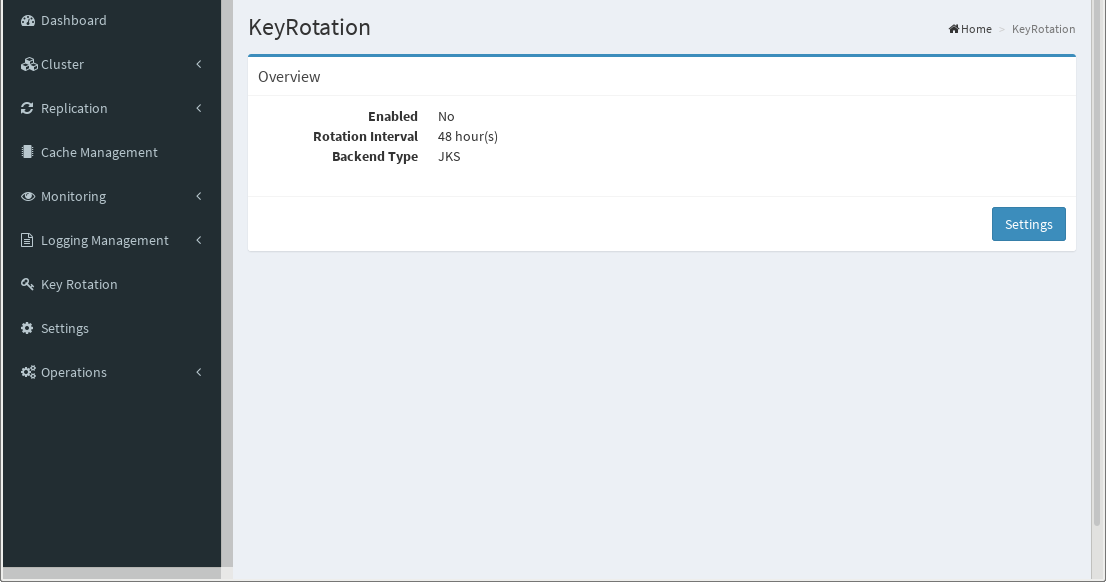 Dashboard
Cluster
Replication
Cache Management
Monitoring
Logging Management
Key Rotation
Settings
Operations
KeyRotation
Home > KeyRotation
Overview
Enabled No
Rotation Interval 48 hour(s)
Backend Type JKS
Settings